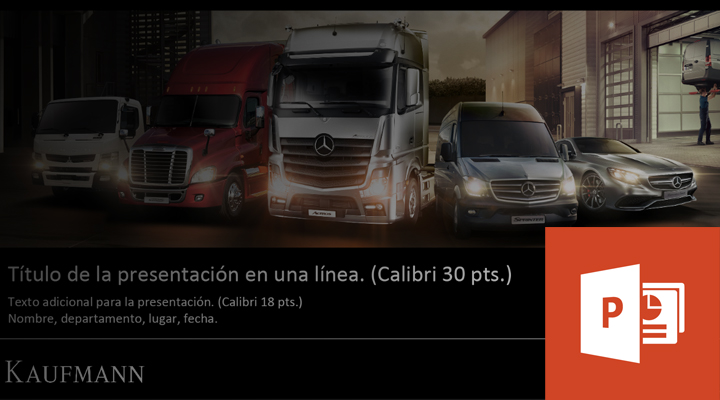 Título de la presentación en una línea. (Calibri 30 pts.)
Texto adicional para la presentación. (Calibri 18 pts.)
Nombre, departamento, lugar, fecha.
KAUFMANN
P